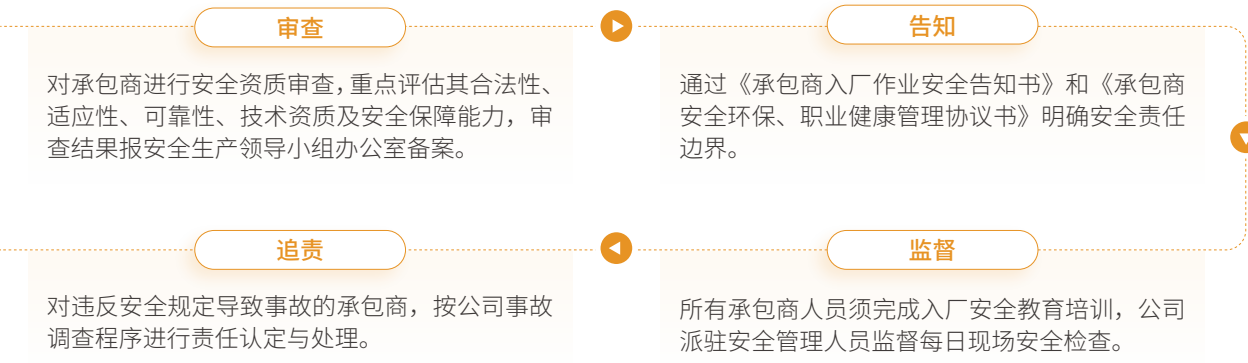 审查
对承包商进行安全资质审查，重点评估其合法性、
适应性、可靠性、技术资质及安全保障能力，审
查结果报安全生产领导小组办公室备案。
告知
通过《承包商入厂作业安全告知书》和《承包商
安全环保、职业健康管理协议书》明确安全责任
边界。
监督
所有承包商人员须完成入厂安全教育培训，公司
派驻安全管理人员监督每日现场安全检查。
追责
对违反安全规定导致事故的承包商，按公司事故
调查程序进行责任认定与处理。